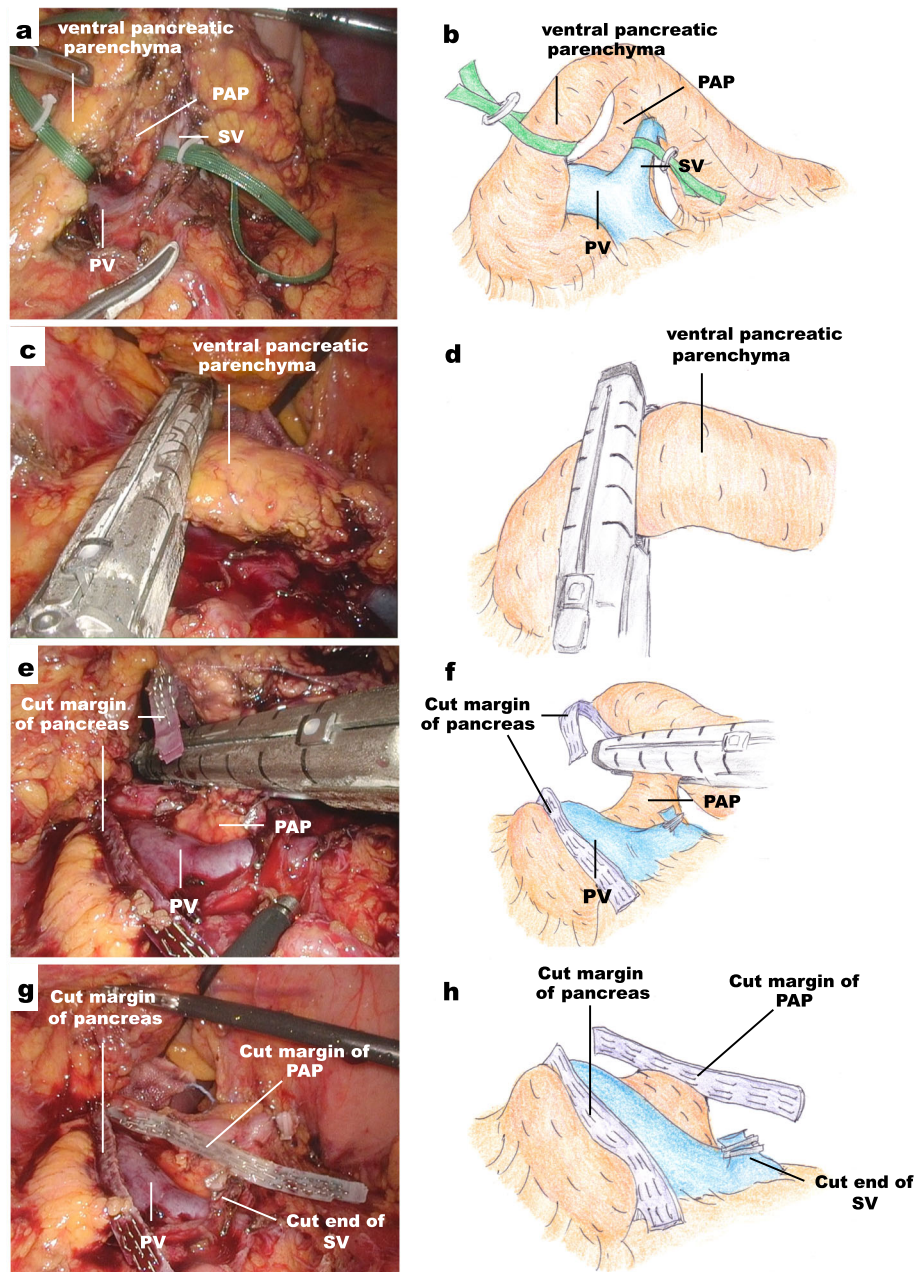 a
ventral pancreatic
parenchyma
PAP
SV
PV
b
ventral pancreatic
parenchyma
PAP
SV
PV
c
ventral pancreatic
parenchyma
d
ventral pancreatic
parenchyma
e
Cut margin
of pancreas
PAP
PV
f
Cut margin
of pancreas
PAP
PV
g
Cut margin
of pancreas
Cut margin of
PAP
PV
Cut end of
SV
h
Cut margin
of pancreas
Cut margin of
PAP
Cut end of
SV